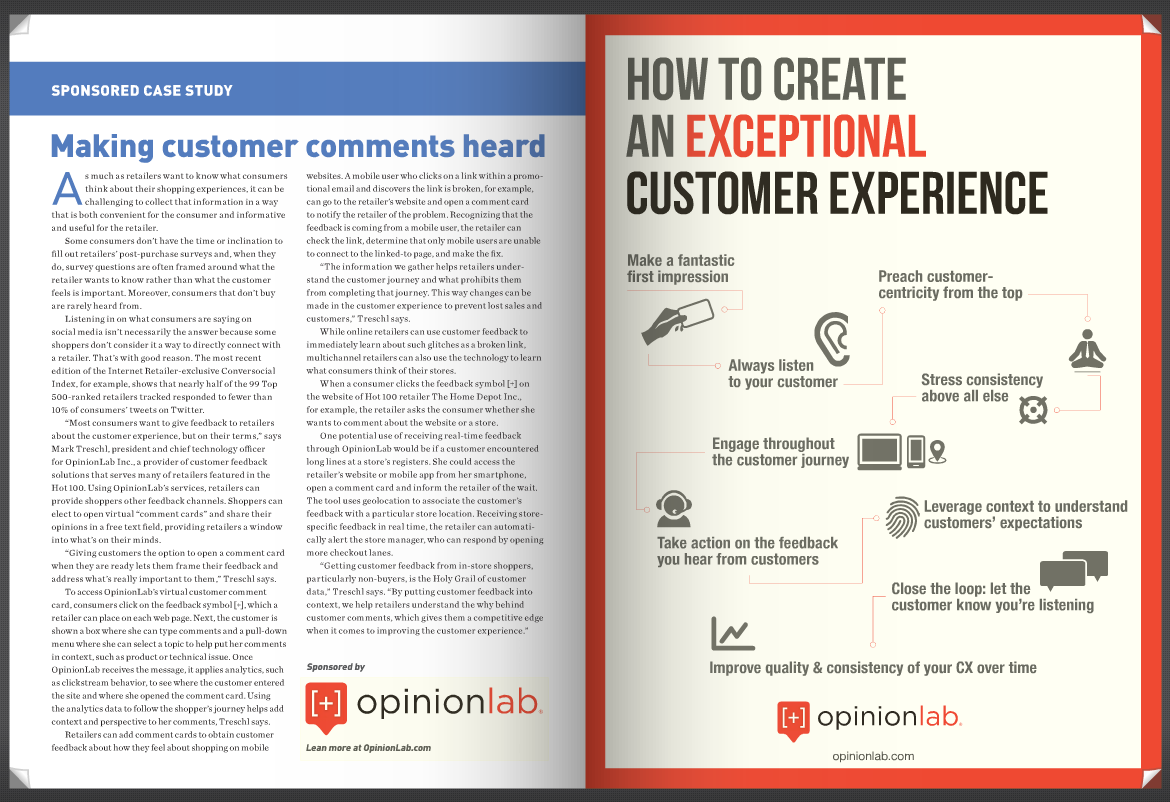 SPONSORED CASE STUDY
Making customer comments heard
As much as retailers want to know what consumers
think about their shopping experiences, it can be
challenging to collect that information in a way
that is both convenient for the consumer and informative
and useful for the retailer.
Some consumers don't have the time or inclination to
fill out retailers' post-purchase surveys and, when they
do, survey questions are often framed around what the
retailer wants to know rather than what the customer
feels is important. Moreover, consumers that don't buy
are rarely heard from.
Listening in on what consumers are saying on
social media isn't necessarily the answer because some
shoppers don't consider it a way to directly connect with
a retailer. That's with good reason. The most recent
edition of the Internet Retailer-exclusive Conversocial
Index, for example, shows that nearly half of the 99 Top
500-ranked retailers tracked responded to fewer than
10% of consumers' tweets on Twitter.
"Most consumers want to give feedback to retailers
about the customer experience, but on their terms," says
Mark Treschl, president and chief technology officer
for OpinionLab Inc., a provider of customer feedback
solutions that serves many of retailers featured in the
Hot 100. Using OpinionLab's services, retailers can
provide shoppers other feedback channels. Shoppers can
elect to open virtual "comment cards" and share their
opinions in a free text field, providing retailers a window
into what's on their minds.
"Giving customers the option to open a comment card
when they are ready lets them frame their feedback and
address what's really important to them," Treschl says.
To access OpinionLab's virtual customer comment
card, consumers click on the feedback symbol [+], which a
retailer can place on each web page. Next, the customer is
shown a box where she can type comments and a pull-down
menu where she can select a topic to help put her comments
in context, such as product or technical issue. Once
OpinionLab receives the message, it applies analytics, such
as clickstream behavior, to see where the customer entered
the site and where she opened the comment card. Using
the analytics data to follow the shopper's journey helps add
context and perspective to her comments, Treschl says.
Retailers can add comment cards to obtain customer
feedback about how they feel about shopping on mobile
websites. A mobile user who clicks on a link within a promo-
tional email and discovers the link is broken, for example,
can go to the retailer's website and open a comment card
to notify the retailer of the problem. Recognizing that the
feedback is coming from a mobile user, the retailer can
check the link, determine that only mobile users are unable
to connect to the linked-to page, and make the fix.
"The information we gather helps retailers under-
stand the customer journey and what prohibits them
from completing that journey. This way changes can be
made in the customer experience to prevent lost sales and
customers," Treschl says.
While online retailers can use customer feedback to
immediately learn about such glitches as a broken link,
multichannel retailers can also use the technology to learn
what consumers think of their stores.
When a consumer clicks the feedback symbol [+] on
the website of Hot 100 retailer The Home Depot Inc.,
for example, the retailer asks the consumer whether she
wants to comment about the website or a store.
One potential use of receiving real-time feedback
through OpinionLab would be if a customer encountered
long lines at a store's registers. She could access the
retailer's website or mobile app from her smartphone,
open a comment card and inform the retailer of the wait.
The tool uses geolocation to associate the customer's
feedback with a particular store location. Receiving store-
specific feedback in real time, the retailer can automati-
cally alert the store manager, who can respond by opening
more checkout lanes.
"Getting customer feedback from in-store shoppers,
particularly non-buyers, is the Holy Grail of customer
data," Treschl says. "By putting customer feedback into
context, we help retailers understand the why behind
customer comments, which gives them a competitive edge
when it comes to improving the customer experience."
Sponsored by
[+] opinionlab®
Lean more at OpinionLab.com
HOW TO CREATE
AN EXCEPTIONAL
CUSTOMER EXPERIENCE
Make a fantastic
first impression
Always listen
to your customer
Preach customer-
centricity from the top
Stress consistency
above all else
Engage throughout
the customer journey
Take action on the feedback
you hear from customers
Leverage context to understand
customers' expectations
Close the loop: let the
customer know you're listening
Improve quality & consistency of your CX over time
[+] opinionlab®
opinionlab.com